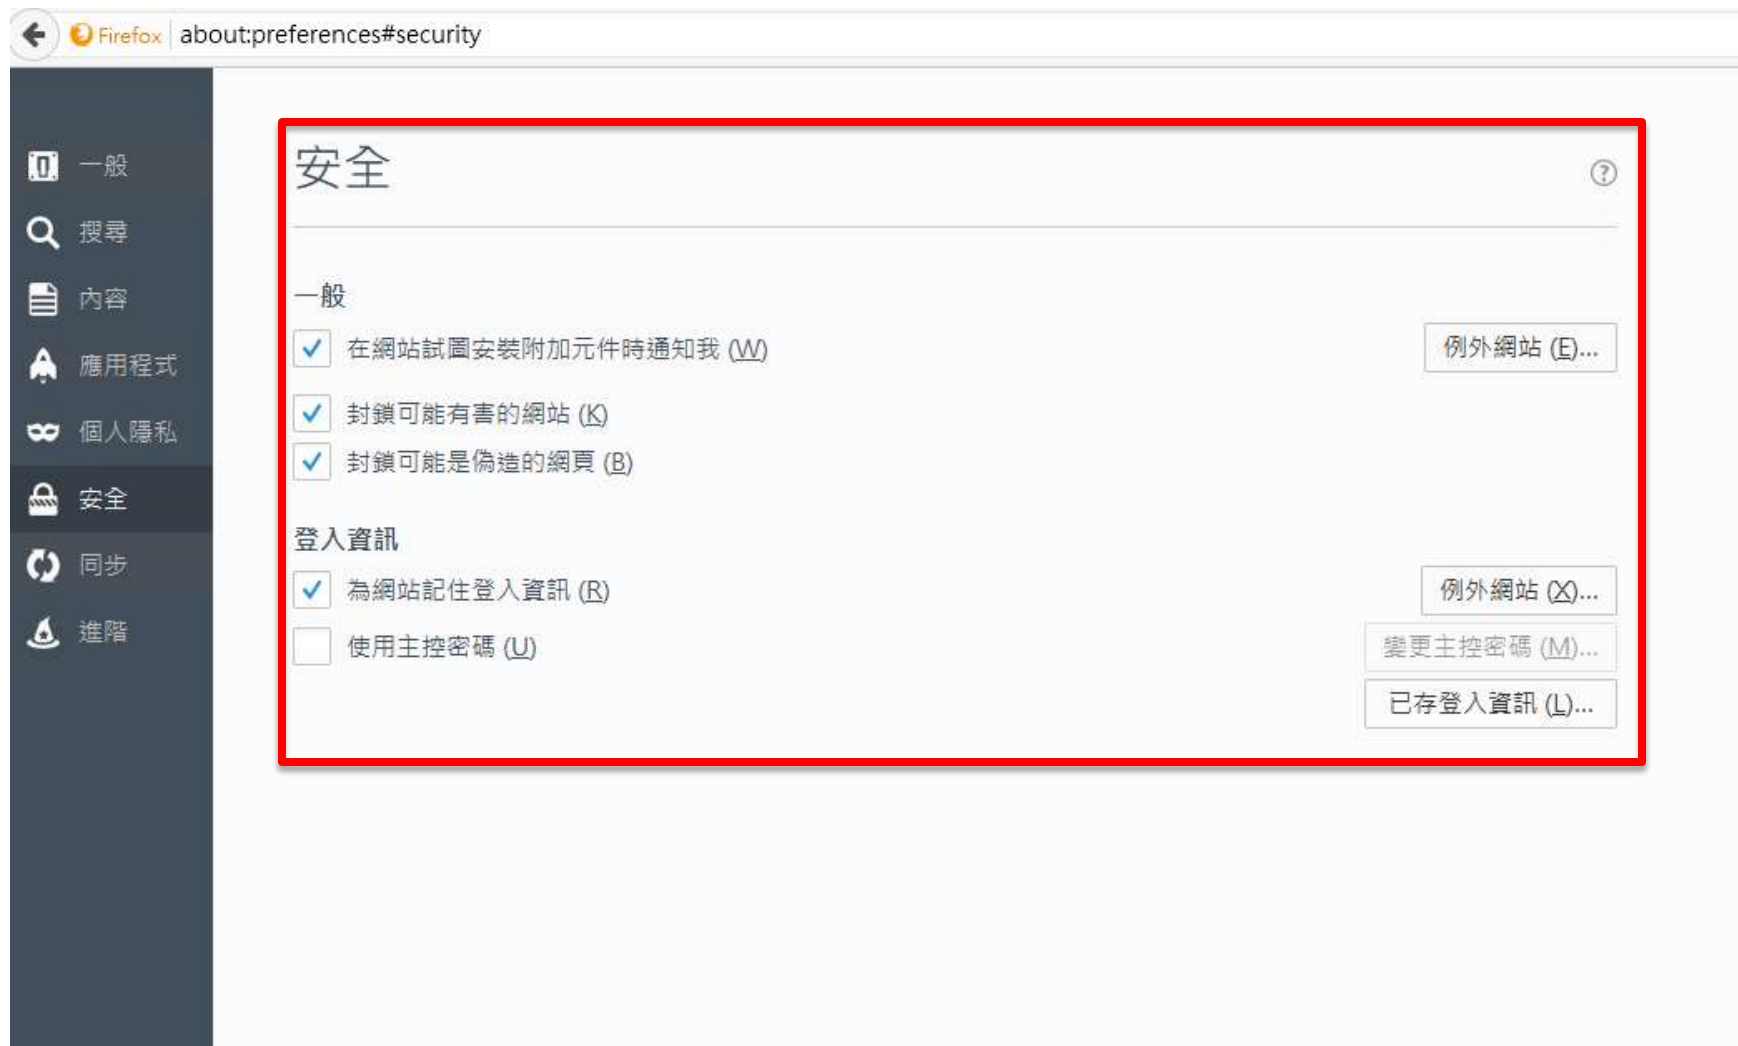 Firefox about:preferences#security
一般
搜尋
內容
應用程式
個人隱私
安全
同步
進階
安全
?
一般
在網站試圖安裝附加元件時通知我 (W)
例外網站 (E)...
封鎖可能有害的網站 (K)
封鎖可能是偽造的網頁 (B)
登入資訊
為網站記住登入資訊 (R)
例外網站 (X)...
使用主控密碼 (U)
變更主控密碼 (M)...
已存登入資訊 (L)...